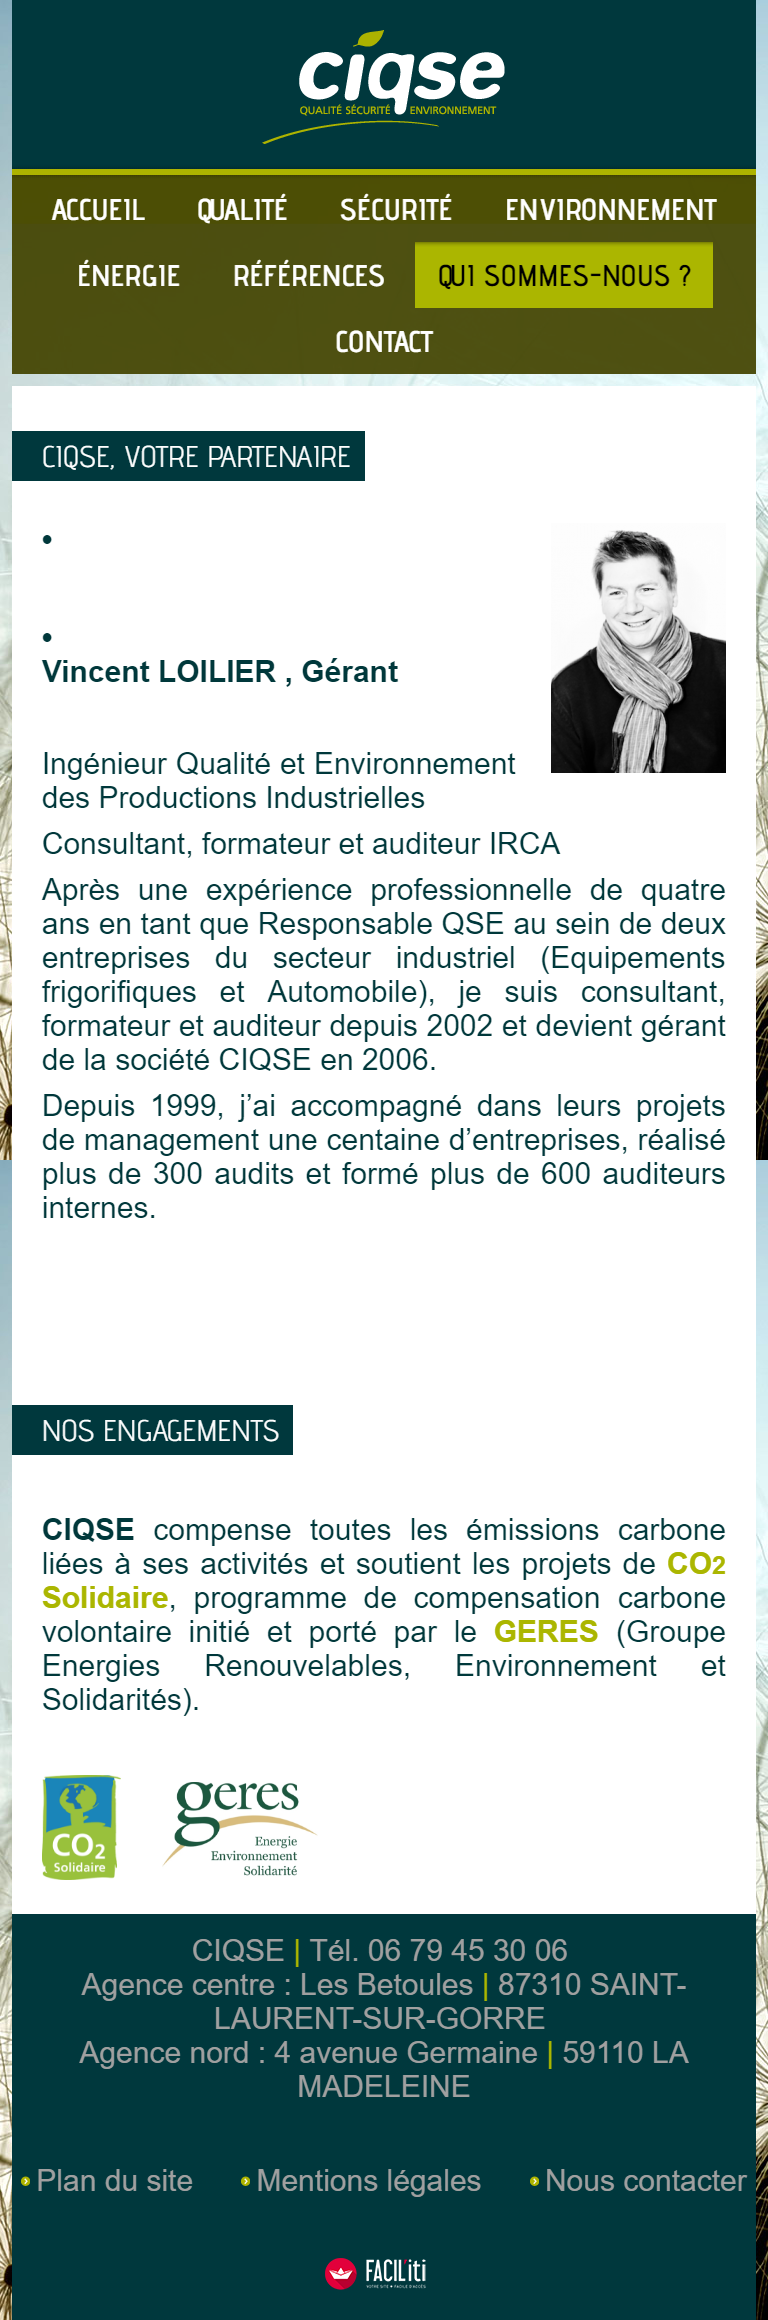 ciqse
QUALITÉ SÉCURITÉ ENVIRONNEMENT
ACCUEIL QUALITÉ SÉCURITÉ ENVIRONNEMENT
ÉNERGIE RÉFÉRENCES QUI SOMMES-NOUS ?
CONTACT
CIQSE, VOTRE PARTENAIRE
•
•
Vincent LOILIER , Gérant
Ingénieur Qualité et Environnement
des Productions Industrielles
Consultant, formateur et auditeur IRCA
Après une expérience professionnelle de quatre
ans en tant que Responsable QSE au sein de deux
entreprises du secteur industriel (Equipements
frigorifiques et Automobile), je suis consultant,
formateur et auditeur depuis 2002 et devient gérant
de la société CIQSE en 2006.
Depuis 1999, j’ai accompagné dans leurs projets
de management une centaine d’entreprises, réalisé
plus de 300 audits et formé plus de 600 auditeurs
internes.
NOS ENGAGEMENTS
CIQSE compense toutes les émissions carbone
liées à ses activités et soutient les projets de CO2
Solidaire, programme de compensation carbone
volontaire initié et porté par le GERES (Groupe
Energies Renouvelables, Environnement et
Solidarités).
CO2
Solidaire
geres
Energie
Environnement
Solidarité
CIQSE | Tél. 06 79 45 30 06
Agence centre : Les Betoules | 87310 SAINT-
LAURENT-SUR-GORRE
Agence nord : 4 avenue Germaine | 59110 LA
MADELEINE
Plan du site Mentions légales Nous contacter
FACIL'iti
VOTRE SITE + FACILE D'ACCÈS